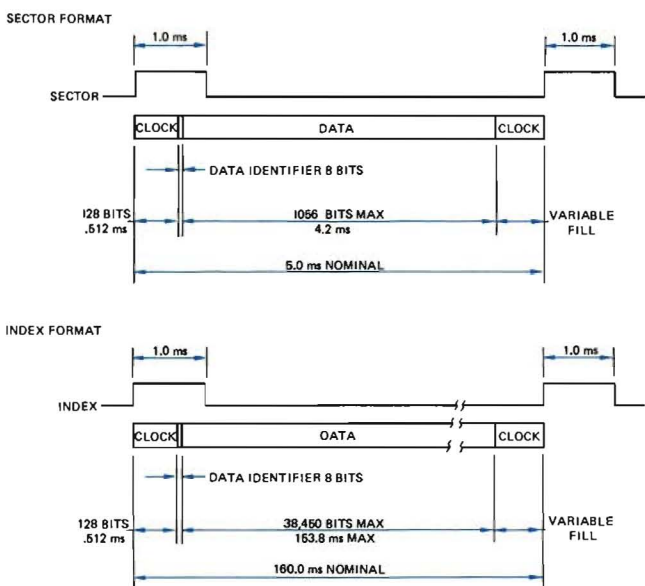 SECTOR FORMAT
1.0 ms
1.0 ms
SECTOR
CLOCK
DATA
CLOCK
DATA IDENTIFIER 8 BITS
128 BITS
.512 ms
1056 BITS MAX
4.2 ms
VARIABLE
FILL
5.0 ms NOMINAL
INDEX FORMAT
1.0 ms
1.0 ms
INDEX
CLOCK
DATA
CLOCK
DATA IDENTIFIER 8 BITS
128 BITS
.512 ms
38,450 BITS MAX
153.8 ms MAX
VARIABLE
FILL
160.0 ms NOMINAL